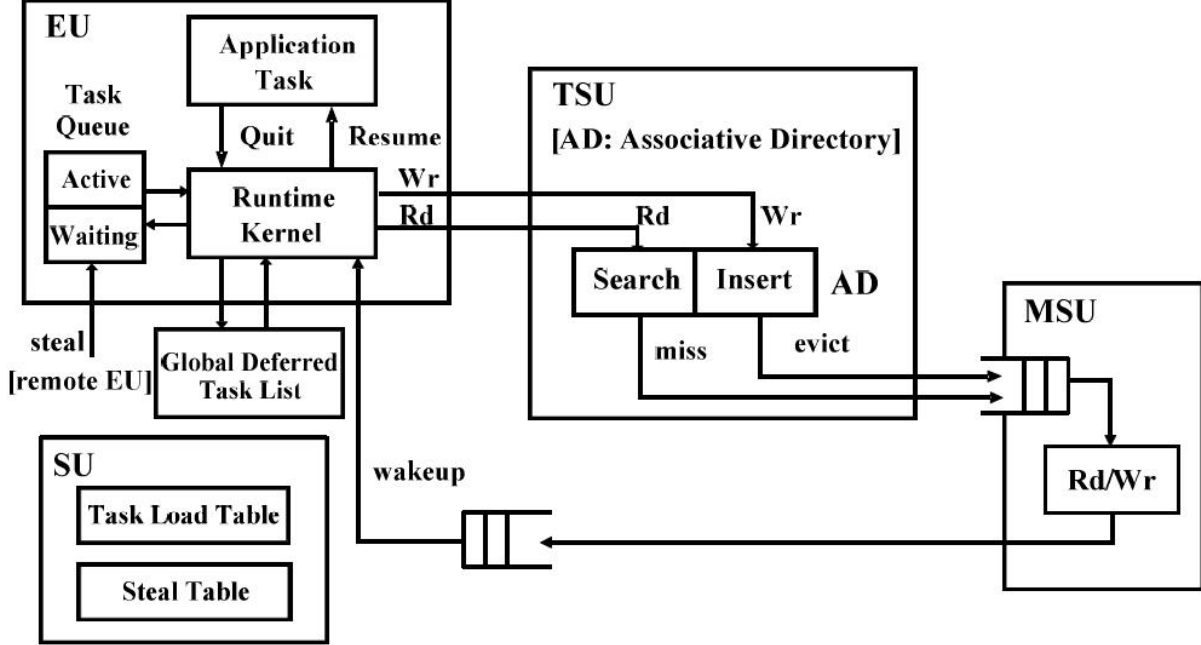 EU
Application
Task
Task
Queue
Quit
Resume
Active
Waiting
Runtime
Kernel
Wr
Rd
steal
[remote EU]
Global Deferred
Task List
TSU
[AD: Associative Directory]
Rd
Wr
Search
Insert
AD
miss
evict
MSU
Rd/Wr
SU
Task Load Table
Steal Table
wakeup